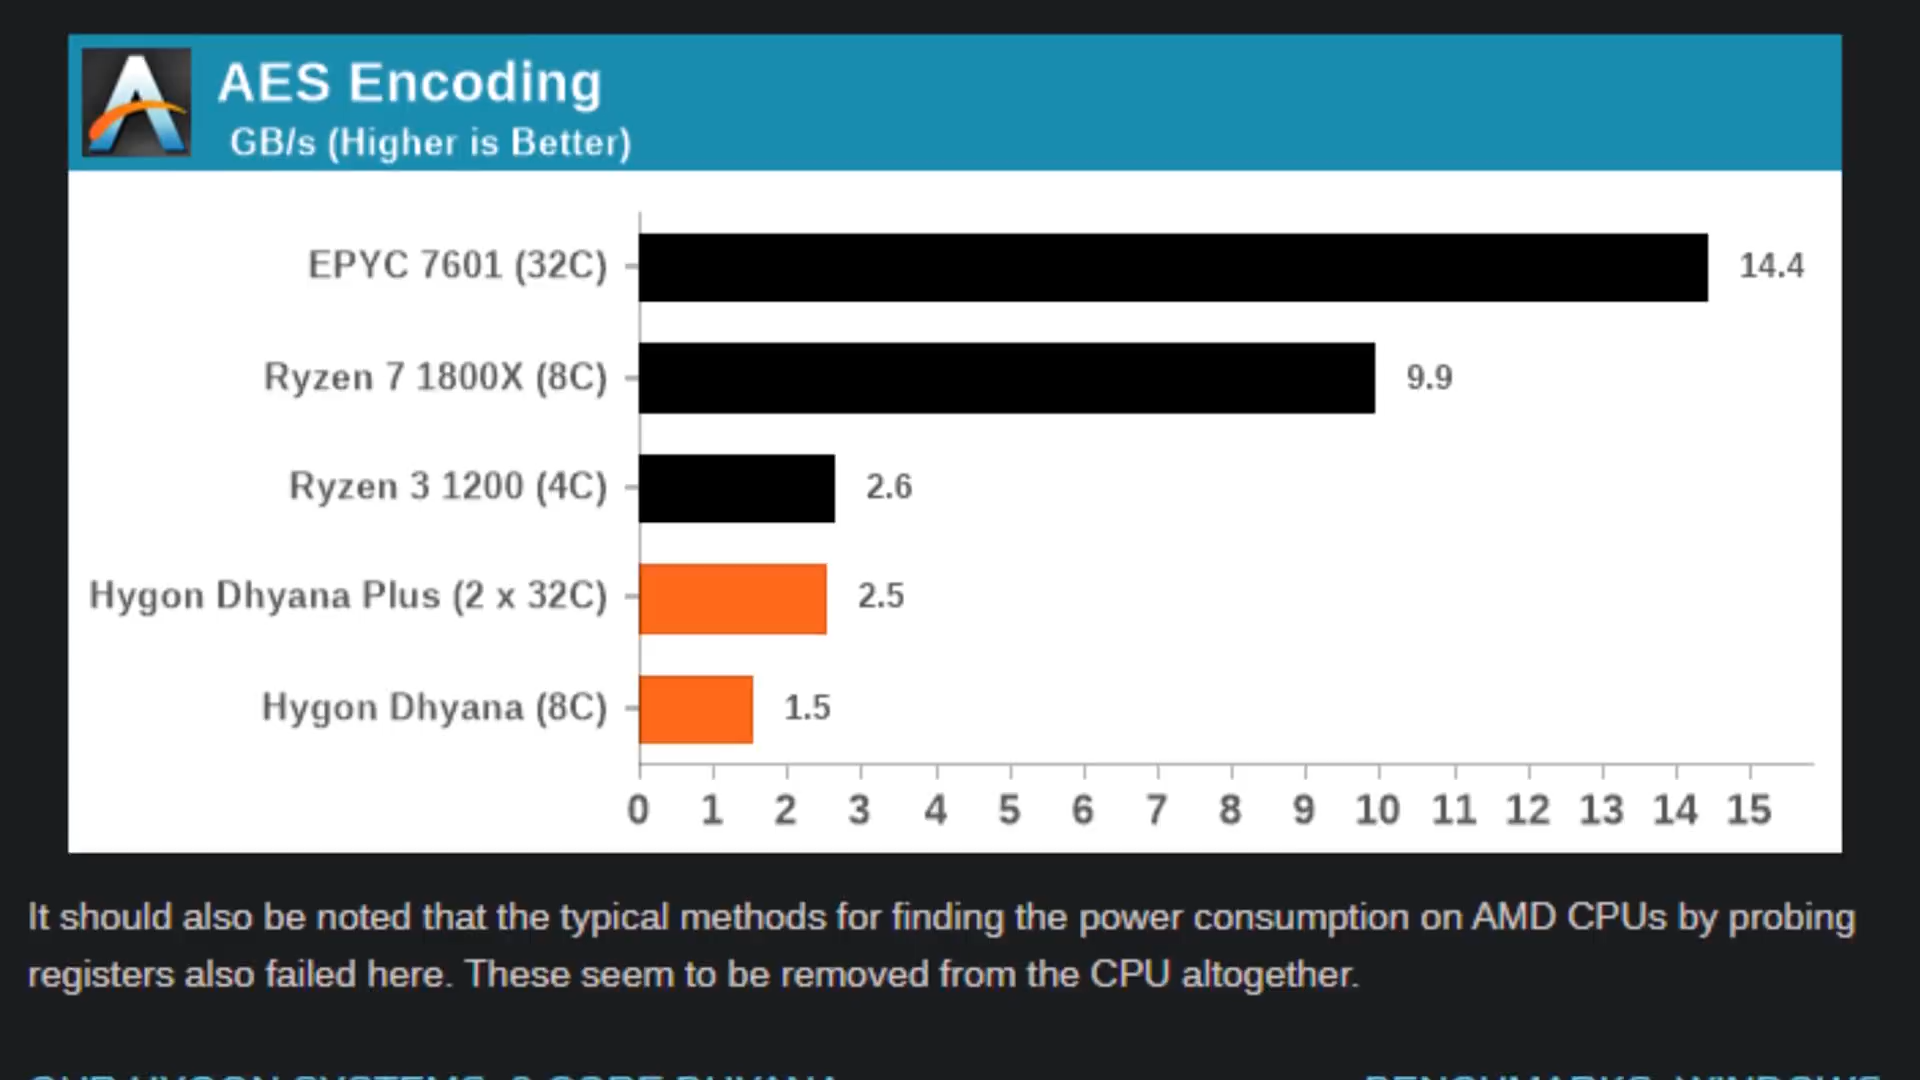 AES Encoding
GB/s (Higher is Better)
EPYC 7601 (32C) 14.4
Ryzen 7 1800X (8C) 9.9
Ryzen 3 1200 (4C) 2.6
Hygon Dhyana Plus (2 x 32C) 2.5
Hygon Dhyana (8C) 1.5
0 1 2 3 4 5 6 7 8 9 10 11 12 13 14 15
It should also be noted that the typical methods for finding the power consumption on AMD CPUs by probing
registers also failed here. These seem to be removed from the CPU altogether.